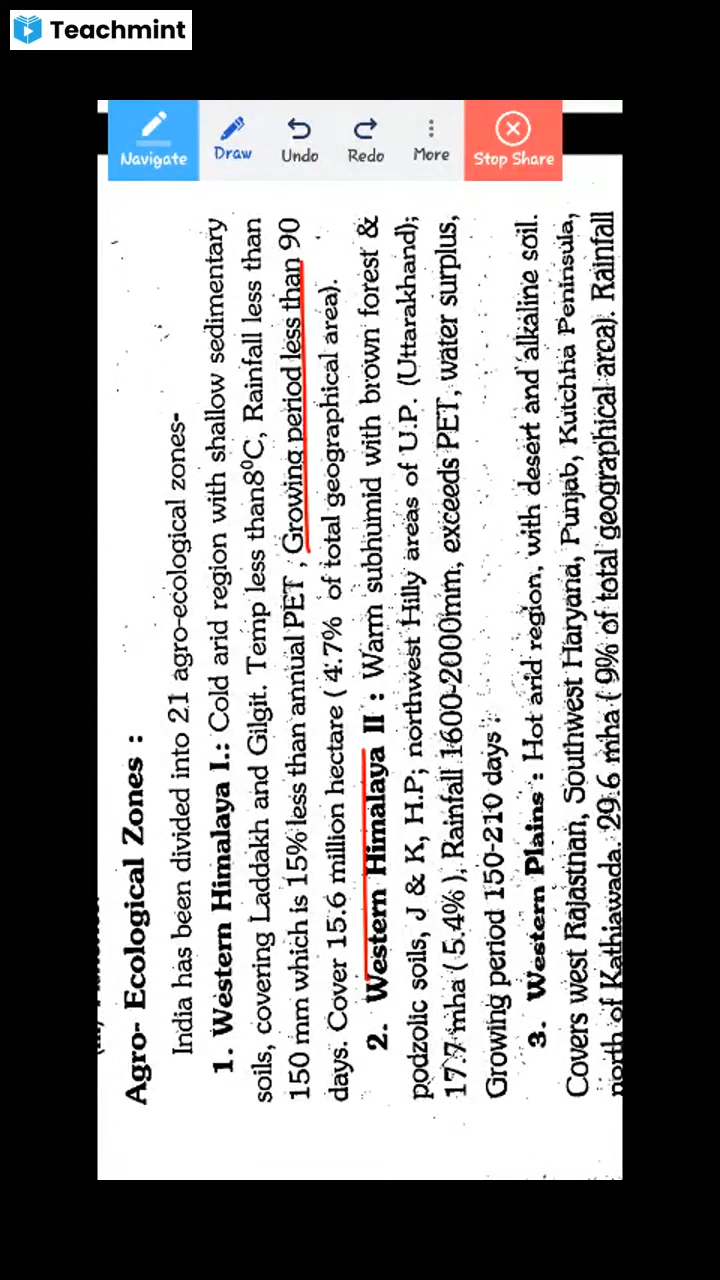 Teachmint
Navigate
Draw
Undo
Redo
More
Stop Share
Agro- Ecological Zones :
India has been divided into 21 agro-ecological zones-
1. Western Himalaya I.: Cold arid region with shallow sedimentary
soils, covering Laddakh and Gilgit. Temp less than8⁰C, Rainfall less than
150 mm which is 15% less than annual PET , Growing period less than 90
days. Cover 15.6 million hectare ( 4.7% of total geographical area).
2. Western Himalaya II : Warm subhumid with brown forest &
podzolic soils, J & K, H.P; northwest Hilly areas of U.P. (Uttarakhand);
17.7 mha ( 5.4% ), Rainfall 1600-2000mm, exceeds PET, water surplus,
Growing period 150-210 days .
3. Western Plains : Hot arid region, with desert and alkaline soil.
Covers west Rajasthan, Southwest Haryana, Punjab, Kutchha Peninsula,
north of Kathiawada. 29.6 mha ( 9% of total geographical area). Rainfall